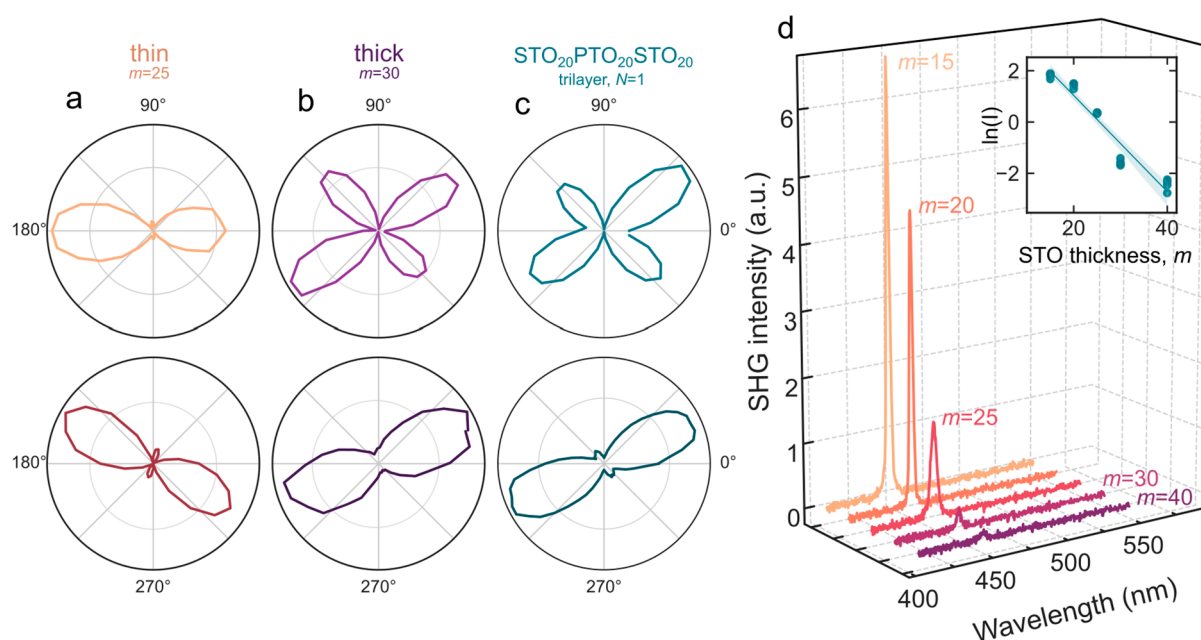 thin
m=25
thick
m=30
STO₂₀PTO₂₀STO₂₀
trilayer, N=1
a
b
c
d
90°
90°
90°
180°
0°
180°
0°
270°
270°
270°
SHG intensity (a.u.)
6
5
4
3
2
1
0
m=15
m=20
m=25
m=30
m=40
400
450
500
550
Wavelength (nm)
ln(I)
2
0
−2
20
40
STO thickness, m